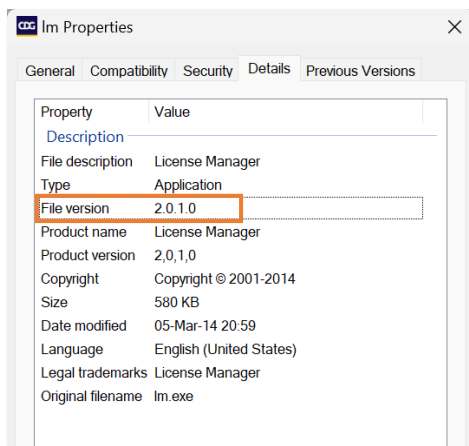 CDG lm Properties
General Compatibility Security Details Previous Versions
Property Value
Description
File description License Manager
Type Application
File version 2.0.1.0
Product name License Manager
Product version 2,0,1,0
Copyright Copyright © 2001-2014
Size 580 KB
Date modified 05-Mar-14 20:59
Language English (United States)
Legal trademarks License Manager
Original filename lm.exe